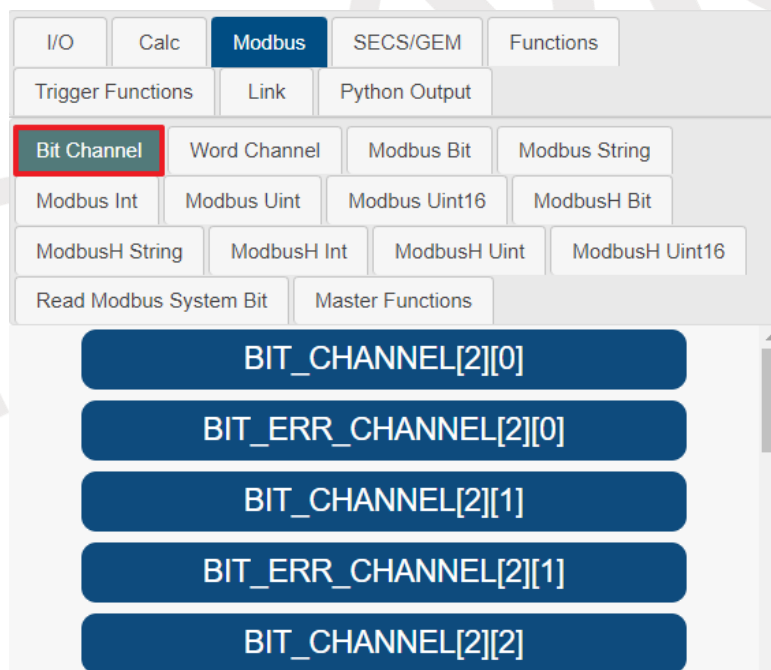 I/O Calc Modbus SECS/GEM Functions
Trigger Functions Link Python Output
Bit Channel Word Channel Modbus Bit Modbus String
Modbus Int Modbus Uint Modbus Uint16 ModbusH Bit
ModbusH String ModbusH Int ModbusH Uint ModbusH Uint16
Read Modbus System Bit Master Functions
BIT_CHANNEL[2][0]
BIT_ERR_CHANNEL[2][0]
BIT_CHANNEL[2][1]
BIT_ERR_CHANNEL[2][1]
BIT_CHANNEL[2][2]